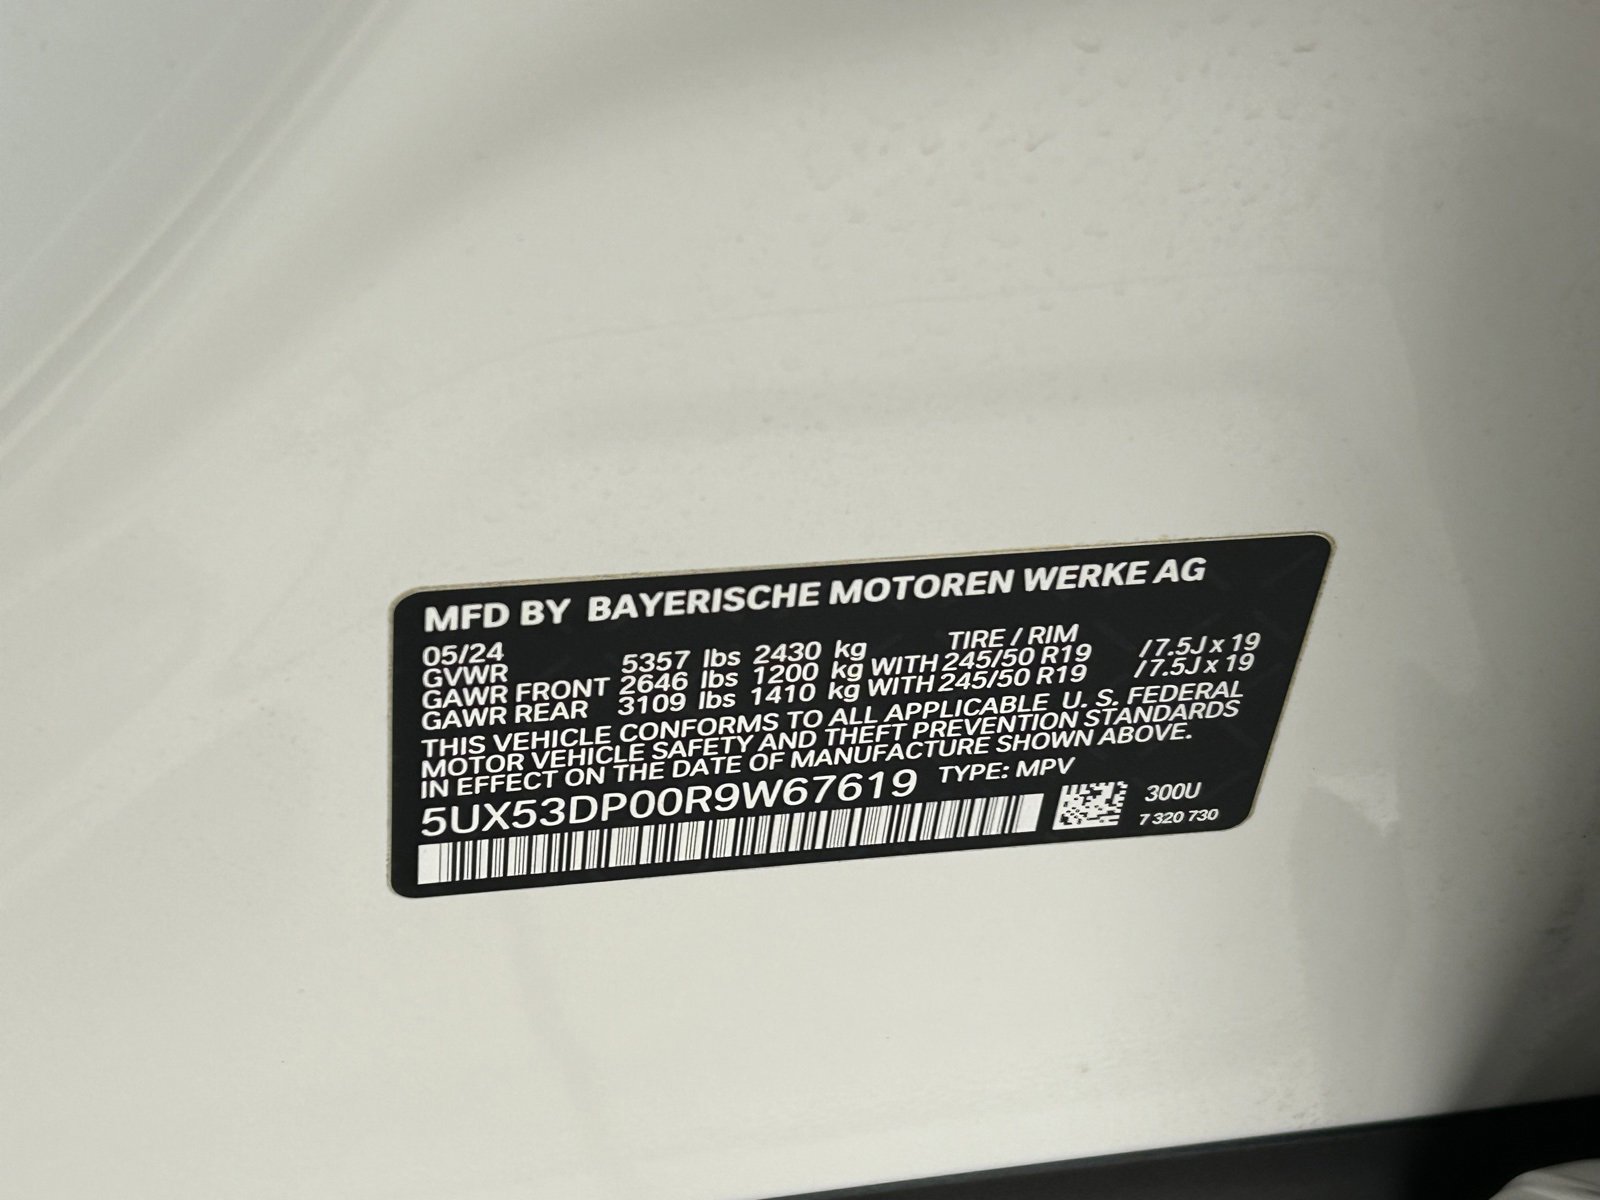 MFD BY BAYERISCHE MOTOREN WERKE AG
05/24 TIRE / RIM
GVWR 5357 lbs 2430 kg
GAWR FRONT 2646 lbs 1200 kg WITH 245/50 R19 / 7.5J x 19
GAWR REAR 3109 lbs 1410 kg WITH 245/50 R19 / 7.5J x 19
THIS VEHICLE CONFORMS TO ALL APPLICABLE U. S. FEDERAL
MOTOR VEHICLE SAFETY AND THEFT PREVENTION STANDARDS
IN EFFECT ON THE DATE OF MANUFACTURE SHOWN ABOVE.
5UX53DP00R9W67619 TYPE: MPV
300U
7 320 730